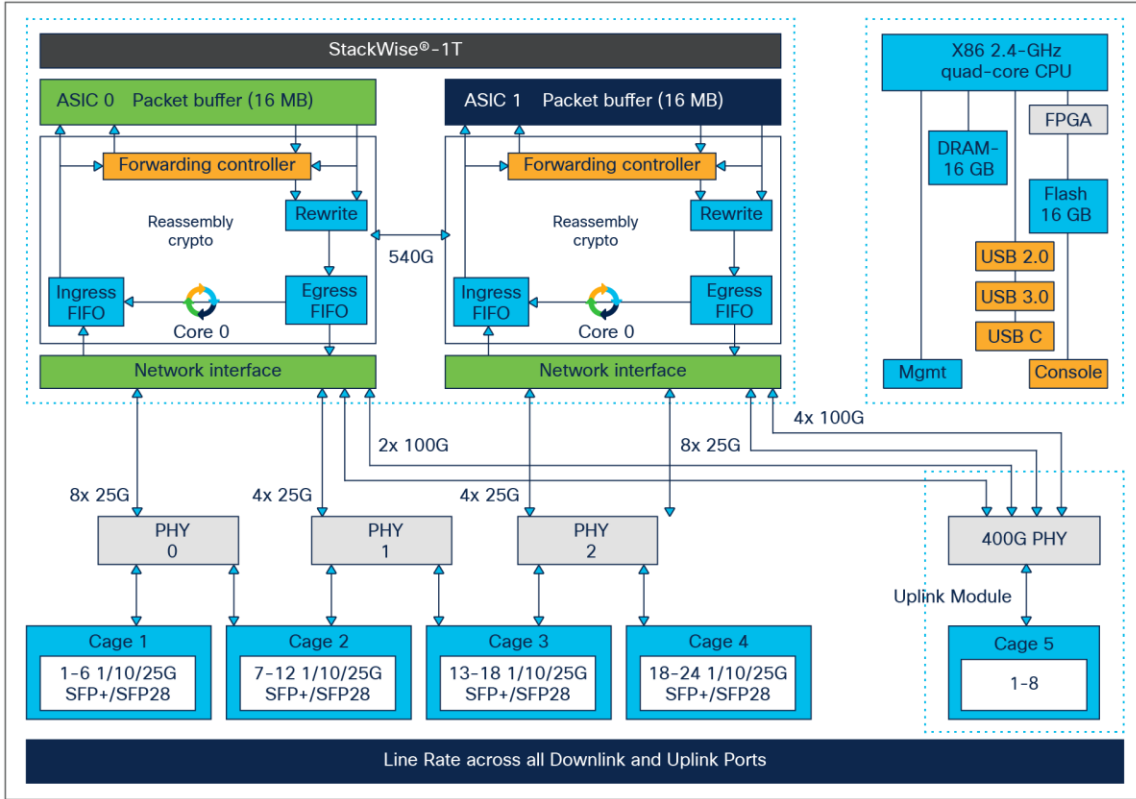 StackWise®-1T
ASIC 0 Packet buffer (16 MB)
Forwarding controller
Rewrite
Reassembly
crypto
Ingress
FIFO
Core 0
Egress
FIFO
Network interface
540G
ASIC 1 Packet buffer (16 MB)
Forwarding controller
Rewrite
Reassembly
crypto
Ingress
FIFO
Core 0
Egress
FIFO
Network interface
X86 2.4-GHz
quad-core CPU
FPGA
DRAM-
16 GB
Flash
16 GB
USB 2.0
USB 3.0
USB C
Mgmt
Console
8x 25G
4x 25G
2x 100G
4x 25G
8x 25G
4x 100G
PHY
0
PHY
1
PHY
2
400G PHY
Uplink Module
Cage 1
1-6 1/10/25G
SFP+/SFP28
Cage 2
7-12 1/10/25G
SFP+/SFP28
Cage 3
13-18 1/10/25G
SFP+/SFP28
Cage 4
18-24 1/10/25G
SFP+/SFP28
Cage 5
1-8
Line Rate across all Downlink and Uplink Ports